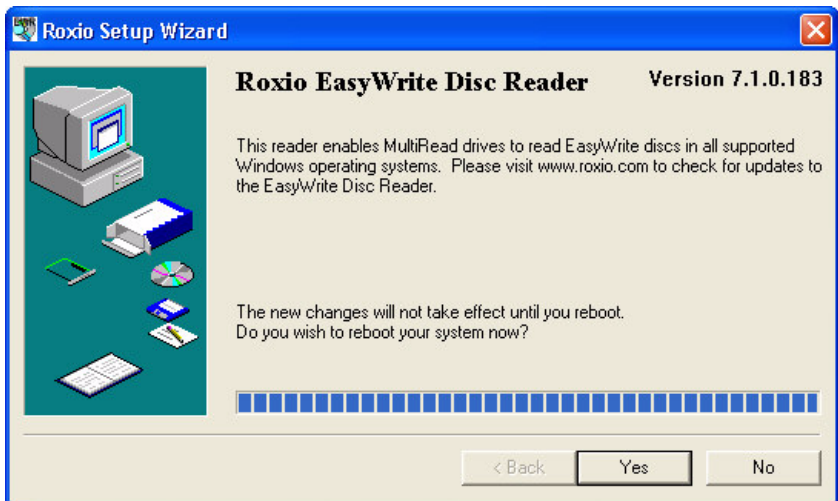 Roxio Setup Wizard
Roxio EasyWrite Disc Reader
Version 7.1.0.183
This reader enables MultiRead drives to read EasyWrite discs in all supported
Windows operating systems. Please visit www.roxio.com to check for updates to
the EasyWrite Disc Reader.
The new changes will not take effect until you reboot.
Do you wish to reboot your system now?
< Back
Yes
No